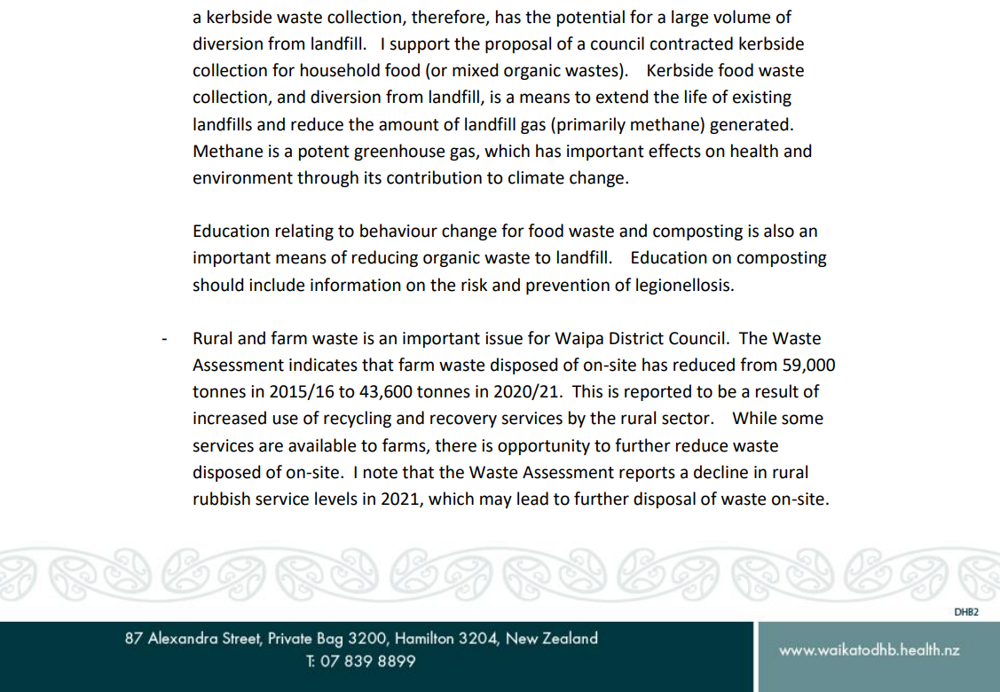 a kerbside waste collection, therefore, has the potential for a large volume of
diversion from landfill.   I support the proposal of a council contracted kerbside
collection for household food (or mixed organic wastes).    Kerbside food waste
collection, and diversion from landfill, is a means to extend the life of existing
landfills and reduce the amount of landfill gas (primarily methane) generated.
Methane is a potent greenhouse gas, which has important effects on health and
environment through its contribution to climate change.
Education relating to behaviour change for food waste and composting is also an
important means of reducing organic waste to landfill.    Education on composting
should include information on the risk and prevention of legionellosis.
- Rural and farm waste is an important issue for Waipa District Council.  The Waste
Assessment indicates that farm waste disposed of on-site has reduced from 59,000
tonnes in 2015/16 to 43,600 tonnes in 2020/21.  This is reported to be a result of
increased use of recycling and recovery services by the rural sector.    While some
services are available to farms, there is opportunity to further reduce waste
disposed of on-site.  I note that the Waste Assessment reports a decline in rural
rubbish service levels in 2021, which may lead to further disposal of waste on-site.
DHB2
87 Alexandra Street, Private Bag 3200, Hamilton 3204, New Zealand
T: 07 839 8899
www.waikatodhb.health.nz